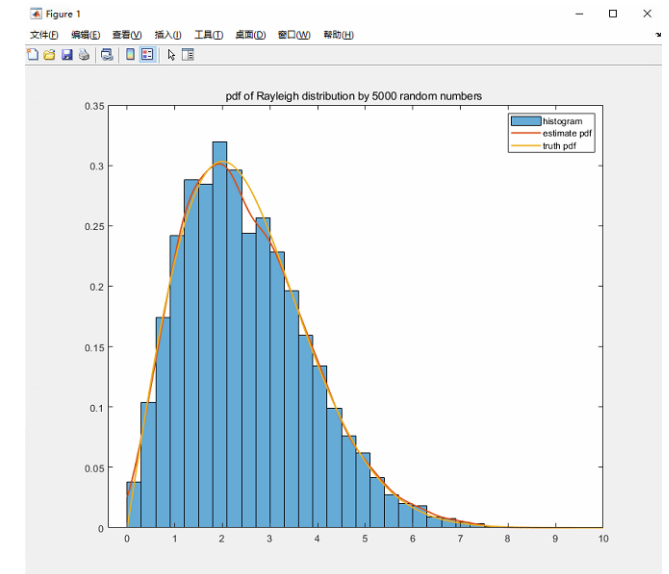 Figure 1
文件(F) 编辑(E) 查看(V) 插入(I) 工具(T) 桌面(D) 窗口(W) 帮助(H)
pdf of Rayleigh distribution by 5000 random numbers
histogram
estimate pdf
truth pdf
0.35
0.3
0.25
0.2
0.15
0.1
0.05
0
0 1 2 3 4 5 6 7 8 9 10